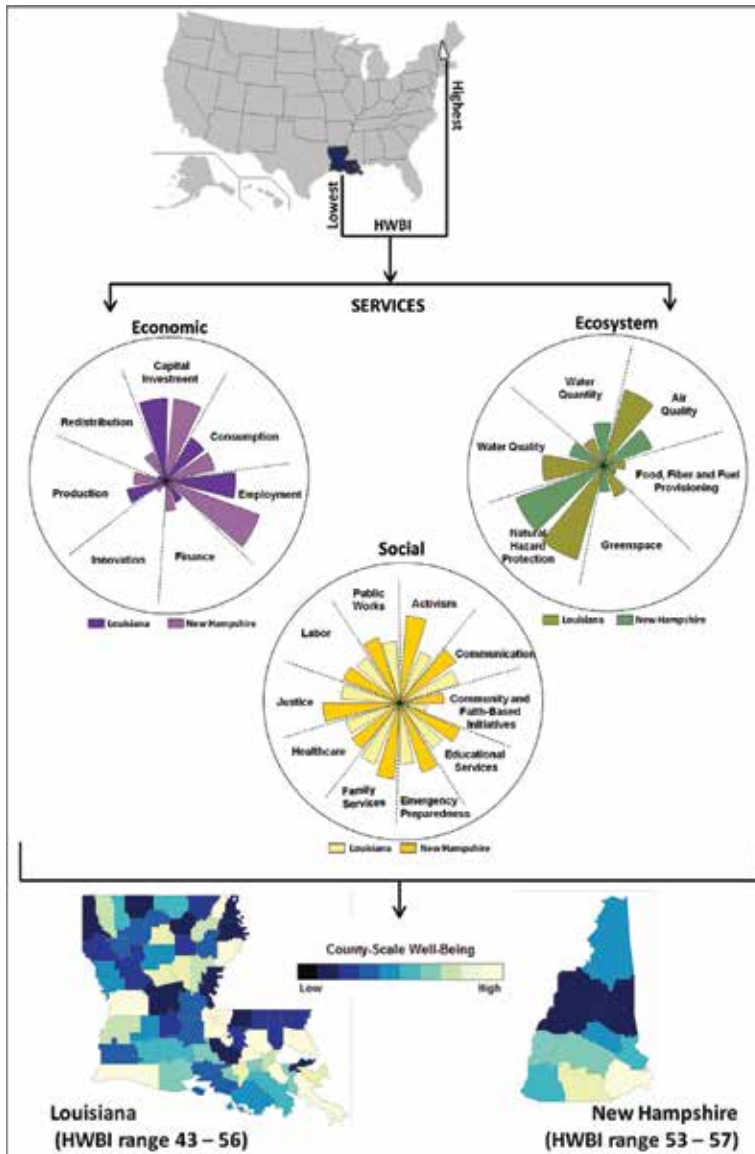 Highest
Lowest
HWBI
SERVICES
Economic
Capital
Investment
Redistribution
Consumption
Production
Employment
Innovation
Finance
Louisiana
New Hampshire
Ecosystem
Water
Quantity
Air
Quality
Water Quality
Food, Fiber and Fuel
Provisioning
Natural
Hazard
Protection
Greenspace
Louisiana
New Hampshire
Social
Public
Works
Activism
Labor
Communication
Justice
Community and
Faith-Based
Initiatives
Healthcare
Educational
Services
Family
Services
Emergency
Preparedness
Louisiana
New Hampshire
County-Scale Well-Being
Low
High
Louisiana
(HWBI range 43 – 56)
New Hampshire
(HWBI range 53 – 57)